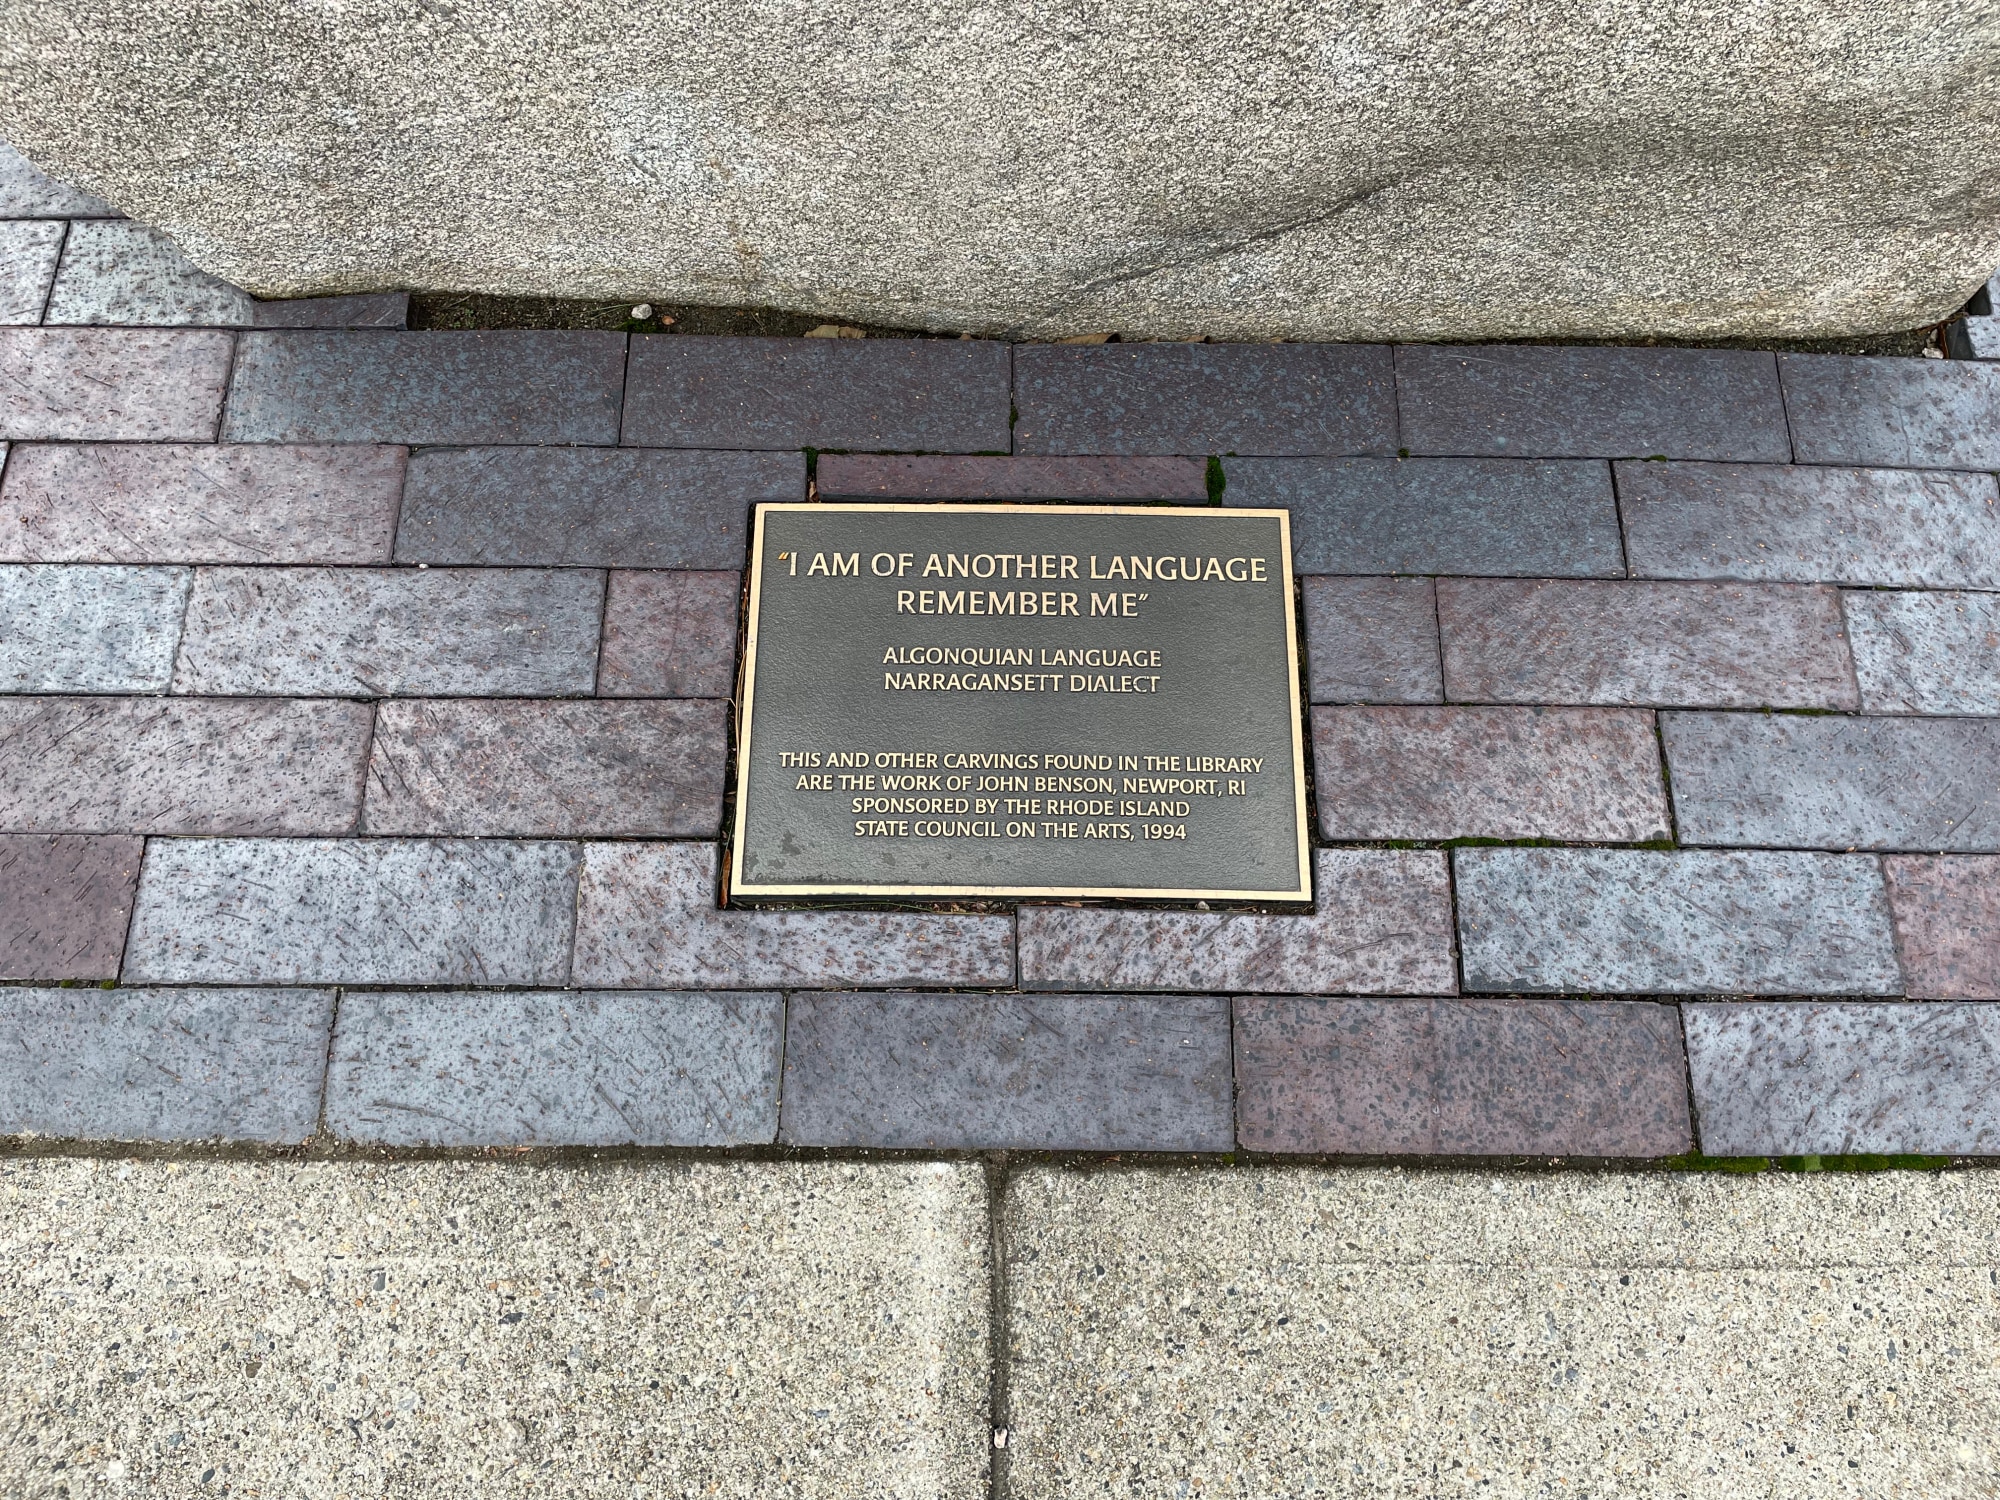 “I AM OF ANOTHER LANGUAGE
REMEMBER ME”
ALGONQUIAN LANGUAGE
NARRAGANSETT DIALECT
THIS AND OTHER CARVINGS FOUND IN THE LIBRARY
ARE THE WORK OF JOHN BENSON, NEWPORT, RI
SPONSORED BY THE RHODE ISLAND
STATE COUNCIL ON THE ARTS, 1994